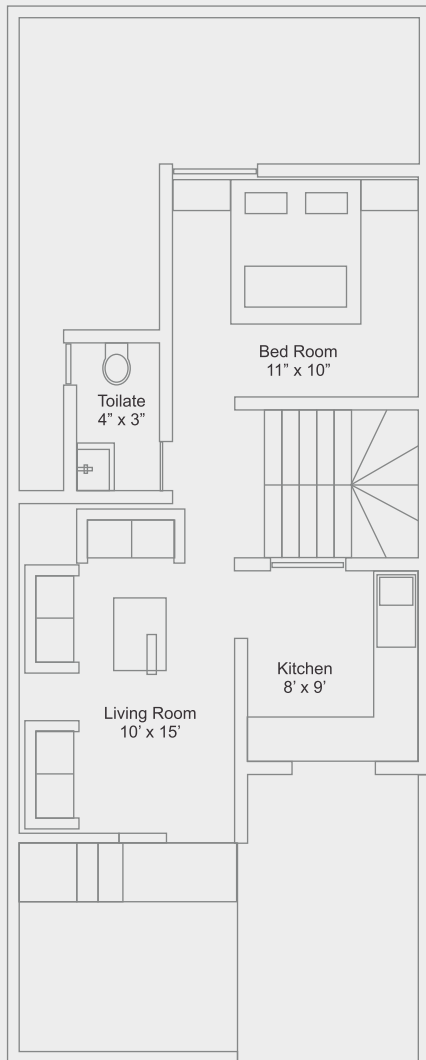 Bed Room
11” x 10”
Toilate
4” x 3”
Kitchen
8’ x 9’
Living Room
10’ x 15’